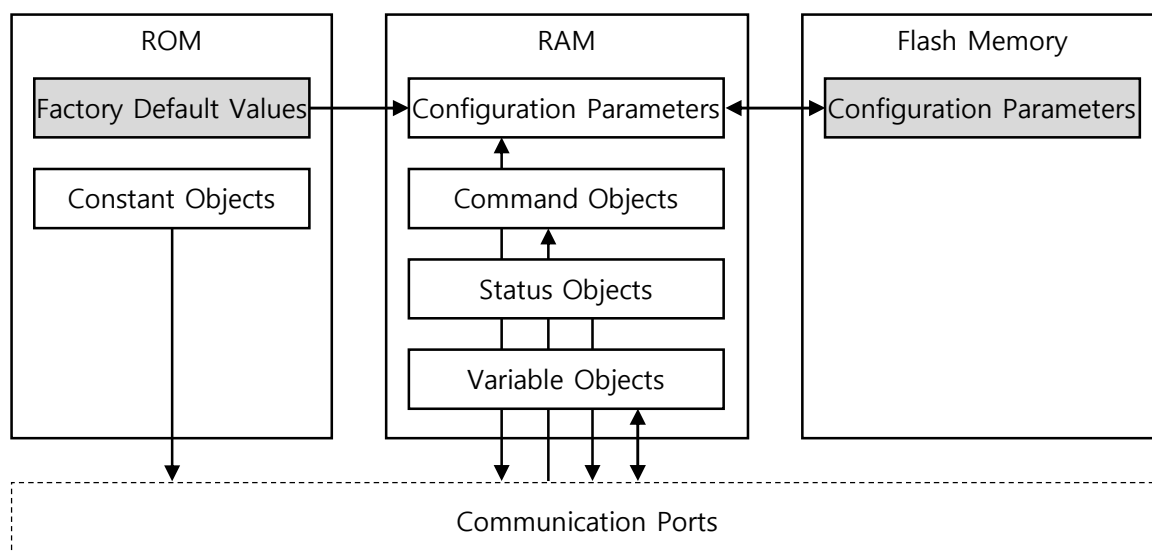 ROM
Factory Default Values
Constant Objects
RAM
Configuration Parameters
Command Objects
Status Objects
Variable Objects
Flash Memory
Configuration Parameters
Communication Ports